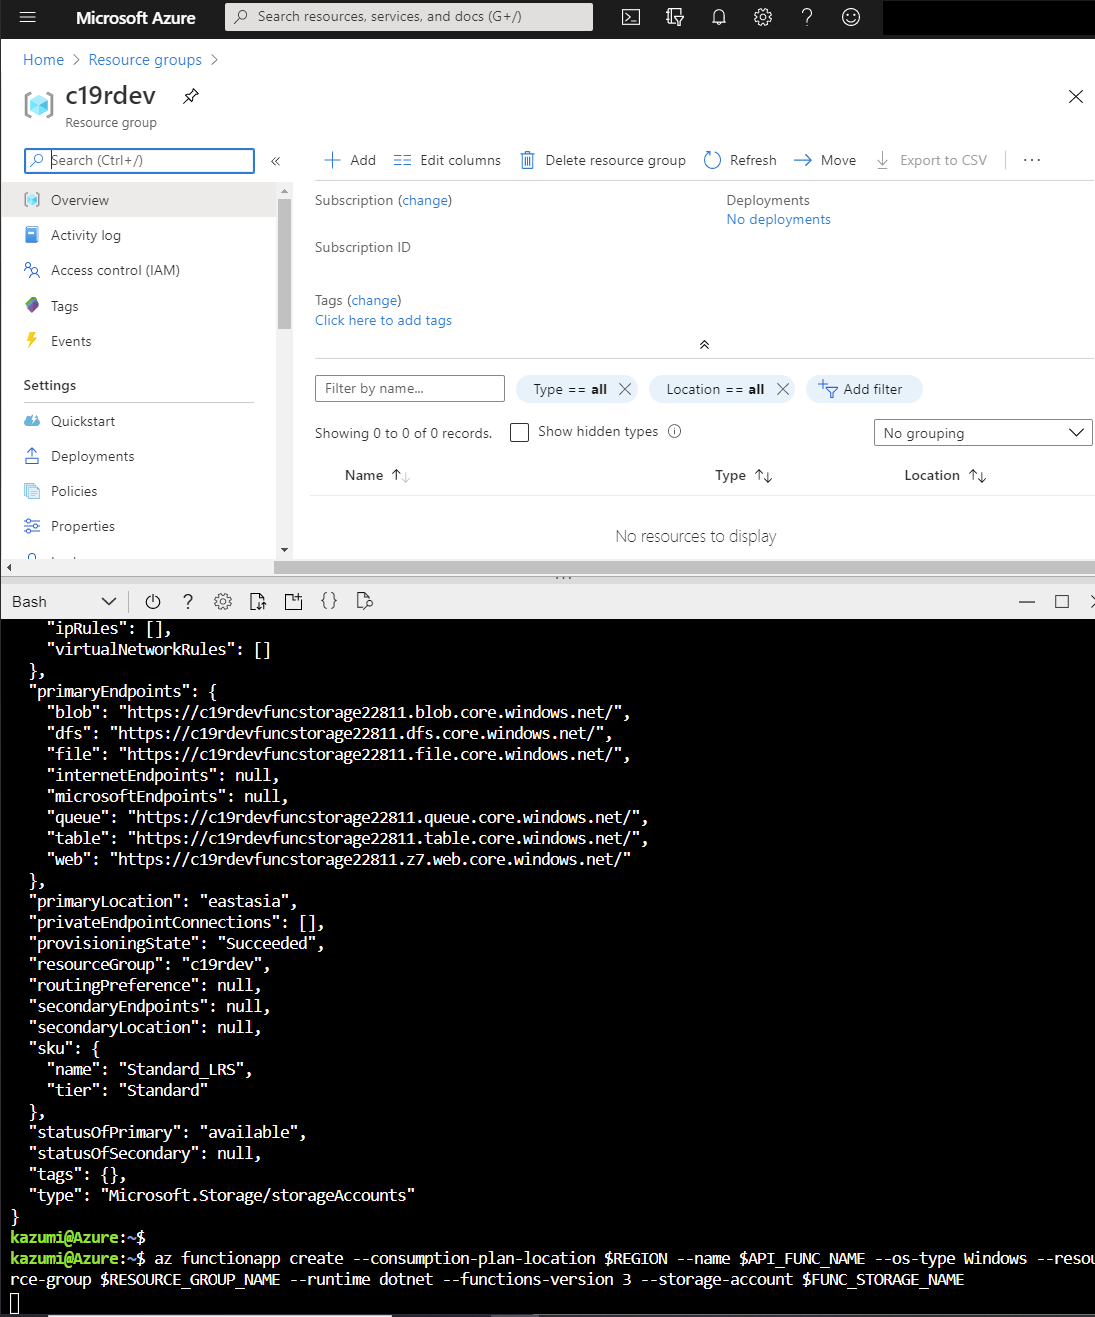 Microsoft Azure
Search resources, services, and docs (G+/)
Home > Resource groups >
c19rdev
Resource group
Search (Ctrl+/)
«
Add
Edit columns
Delete resource group
Refresh
Move
Export to CSV
...
Overview
Activity log
Access control (IAM)
Tags
Events
Settings
Quickstart
Deployments
Policies
Properties
Subscription (change)
Deployments
No deployments
Subscription ID
Tags (change)
Click here to add tags
Filter by name...
Type == all
Location == all
Add filter
Showing 0 to 0 of 0 records.
Show hidden types
No grouping
Name
Type
Location
No resources to display
Bash
"ipRules": [],
"virtualNetworkRules": []
},
"primaryEndpoints": {
"blob": "https://c19rdevfuncstorage22811.blob.core.windows.net/",
"dfs": "https://c19rdevfuncstorage22811.dfs.core.windows.net/",
"file": "https://c19rdevfuncstorage22811.file.core.windows.net/",
"internetEndpoints": null,
"microsoftEndpoints": null,
"queue": "https://c19rdevfuncstorage22811.queue.core.windows.net/",
"table": "https://c19rdevfuncstorage22811.table.core.windows.net/",
"web": "https://c19rdevfuncstorage22811.z7.web.core.windows.net/"
},
"primaryLocation": "eastasia",
"privateEndpointConnections": [],
"provisioningState": "Succeeded",
"resourceGroup": "c19rdev",
"routingPreference": null,
"secondaryEndpoints": null,
"secondaryLocation": null,
"sku": {
"name": "Standard_LRS",
"tier": "Standard"
},
"statusOfPrimary": "available",
"statusOfSecondary": null,
"tags": {},
"type": "Microsoft.Storage/storageAccounts"
}
kazumi@Azure:~$
kazumi@Azure:~$ az functionapp create --consumption-plan-location $REGION --name $API_FUNC_NAME --os-type Windows --resou
rce-group $RESOURCE_GROUP_NAME --runtime dotnet --functions-version 3 --storage-account $FUNC_STORAGE_NAME